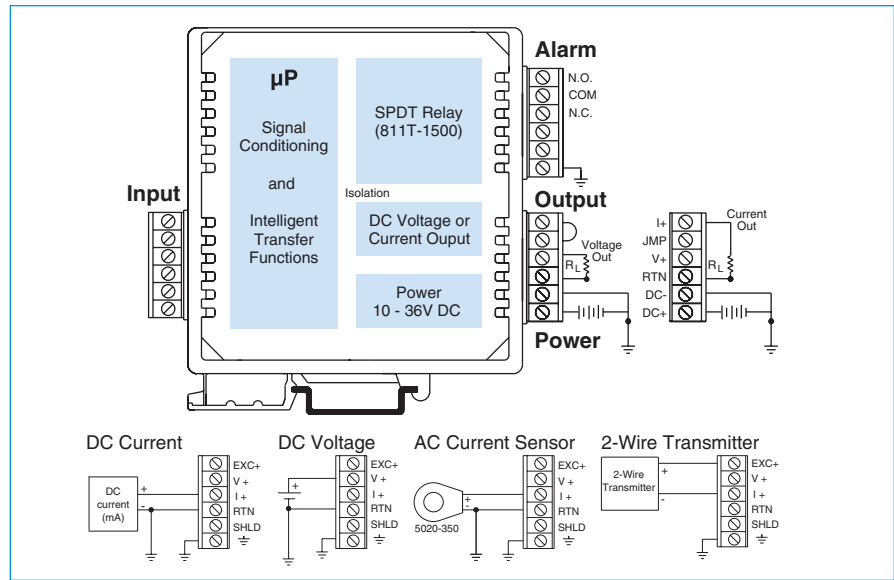 Alarm
N.O.
COM
N.C.
µP
Signal
Conditioning
and
Intelligent
Transfer
Functions
SPDT Relay
(811T-1500)
Isolation
Input
Output
DC Voltage or
Current Ouput
Power
10 - 36V DC
Voltage
Out
RL
Power
I+
JMP
V+
RTN
DC-
DC+
Current
Out
RL
DC Current
DC
current
(mA)
+
-
EXC+
V +
I +
RTN
SHLD
DC Voltage
+
EXC+
V +
I +
RTN
SHLD
AC Current Sensor
5020-350
+
-
EXC+
V +
I +
RTN
SHLD
2-Wire Transmitter
2-Wire
Transmitter
+
-
EXC+
V +
I +
RTN
SHLD